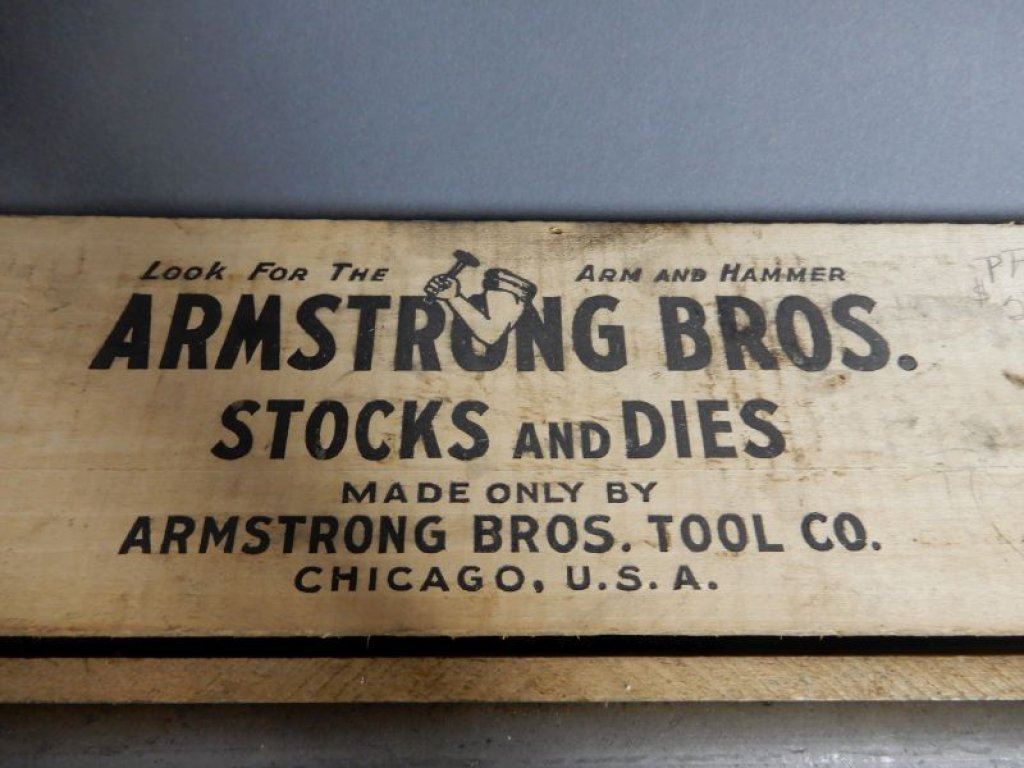 Look For The Arm and Hammer
ARMSTRONG BROS.
STOCKS AND DIES
MADE ONLY BY
ARMSTRONG BROS. TOOL CO.
CHICAGO, U.S.A.